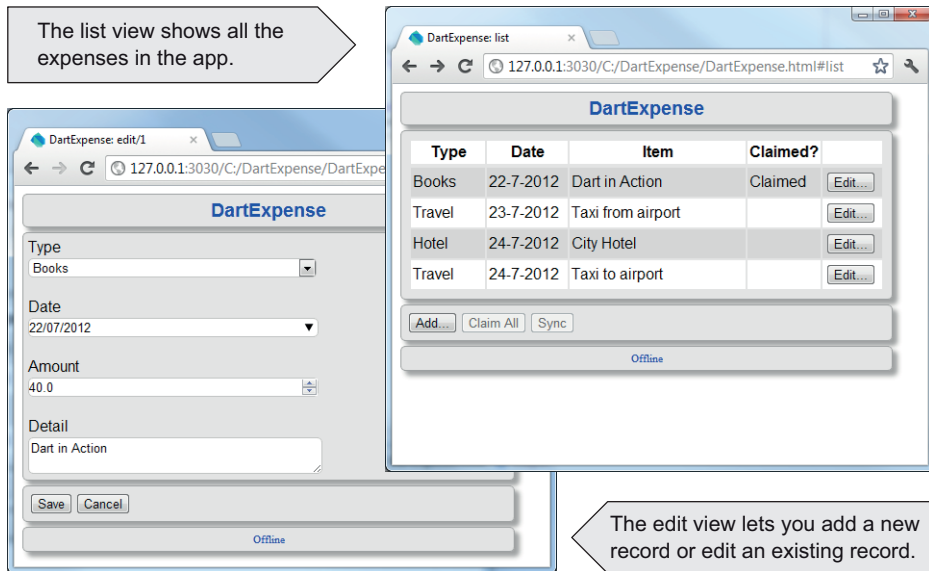 The list view shows all the
expenses in the app.
DartExpense: list
127.0.0.1:3030/C:/DartExpense/DartExpense.html#list
DartExpense
Type Date Item Claimed?
Books 22-7-2012 Dart in Action Claimed Edit...
Travel 23-7-2012 Taxi from airport Edit...
Hotel 24-7-2012 City Hotel Edit...
Travel 24-7-2012 Taxi to airport Edit...
Add... Claim All Sync
Offline
DartExpense: edit/1
127.0.0.1:3030/C:/DartExpense/DartExpe
DartExpense
Type
Books
Date
22/07/2012
Amount
40.0
Detail
Dart in Action
Save Cancel
Offline
The edit view lets you add a new
record or edit an existing record.